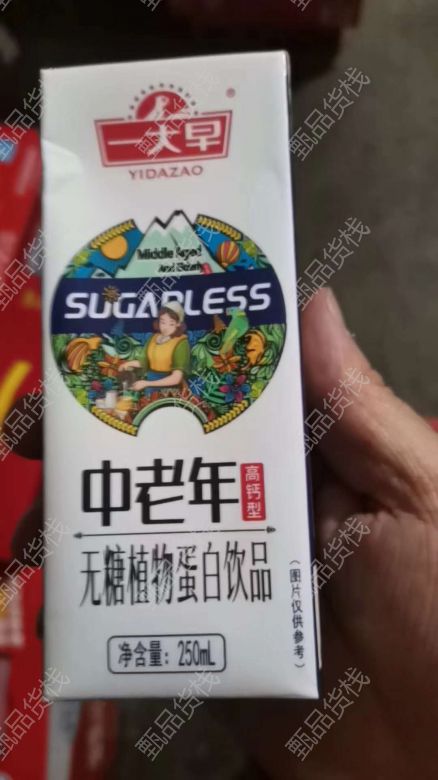 一大早
®
YIDAZAO
Middle Aged
And Elderly
SUGARLESS
中老年
高钙型
无糖植物蛋白饮品
(图片仅供参考)
净含量：250mL
甄品货栈